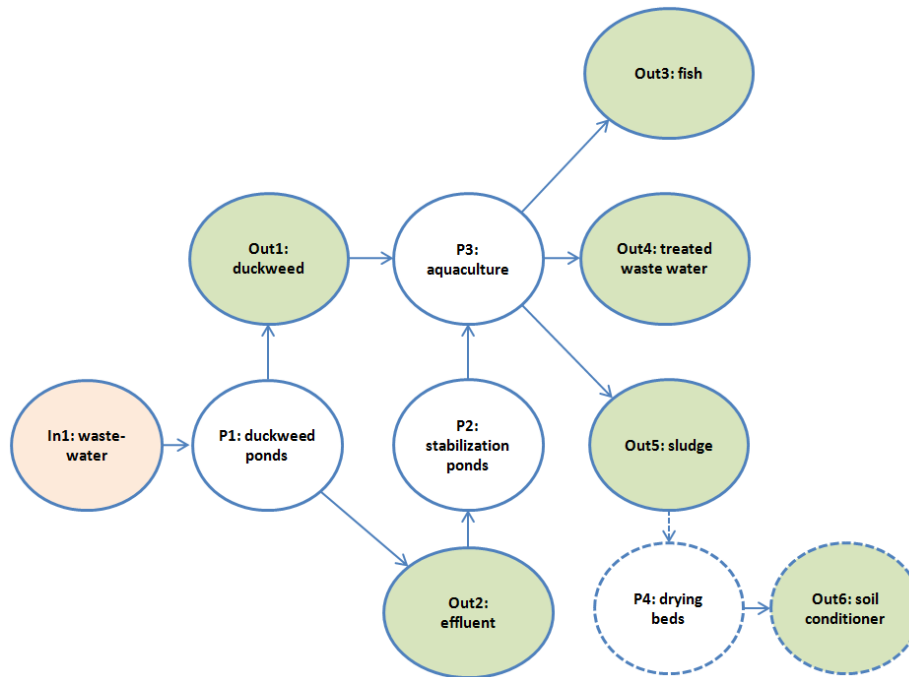 Out3: fish
Out1:
duckweed
P3:
aquaculture
Out4: treated
waste water
In1: waste-
water
P1: duckweed
ponds
P2:
stabilization
ponds
Out5: sludge
Out2:
effluent
P4: drying
beds
Out6: soil
conditioner